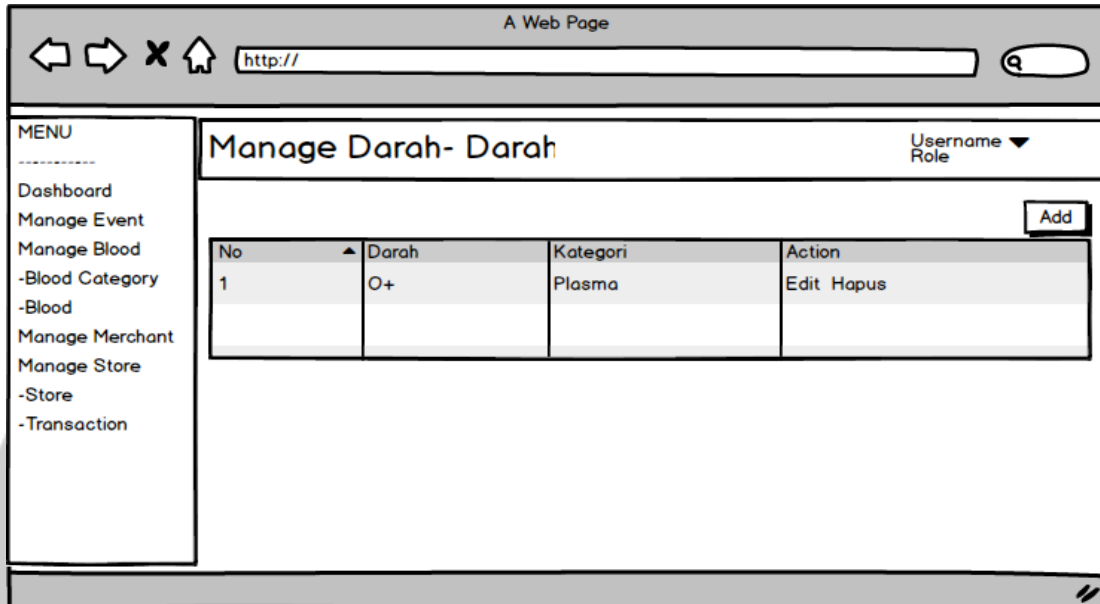 A Web Page
http://
MENU
-----------
Dashboard
Manage Event
Manage Blood
-Blood Category
-Blood
Manage Merchant
Manage Store
-Store
-Transaction
Manage Darah- Darah
Username
Role
Add
No Darah Kategori Action
1 O+ Plasma Edit Hapus